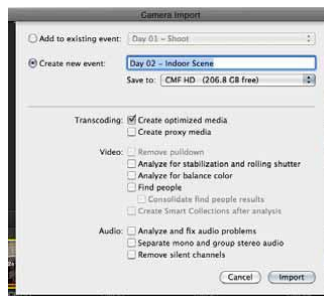 Camera Import
Add to existing event: Day 01 – Shoot
Create new event: Day 02 – Indoor Scene
Save to: CMF HD (206.8 GB free)
Transcoding: Create optimized media
Create proxy media
Video: Remove pulldown
Analyze for stabilization and rolling shutter
Analyze for balance color
Find people
Consolidate find people results
Create Smart Collections after analysis
Audio: Analyze and fix audio problems
Separate mono and group stereo audio
Remove silent channels
Cancel Import